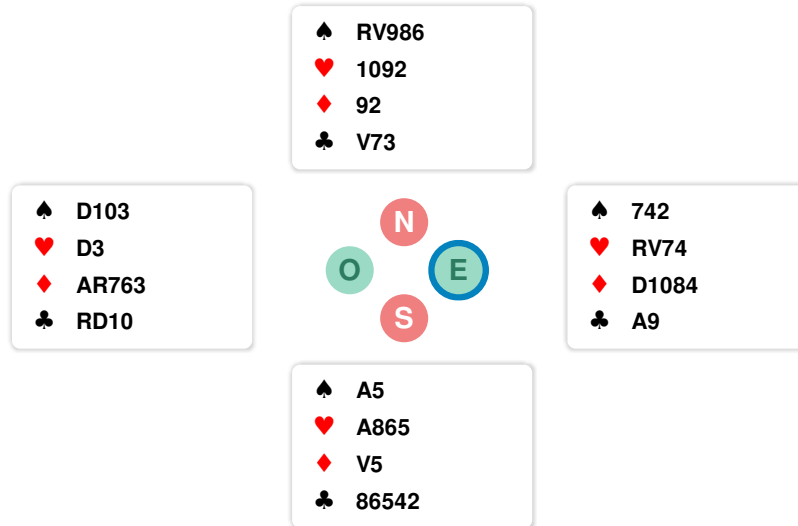 ♠ RV986
♥ 1092
♦ 92
♣ V73
♠ D103
♥ D3
♦ AR763
♣ RD10
N
O E
S
♠ 742
♥ RV74
♦ D1084
♣ A9
♠ A5
♥ A865
♦ V5
♣ 86542